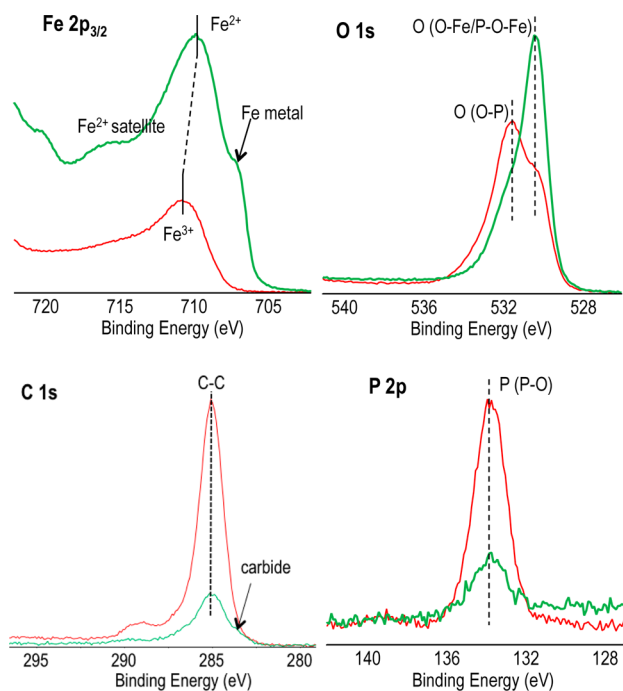 Fe 2p3/2
Fe2+
Fe2+ satellite
Fe metal
Fe3+
720 715 710 705
Binding Energy (eV)
O 1s
O (O-Fe/P-O-Fe)
O (O-P)
540 536 532 528
Binding Energy (eV)
C 1s
C-C
carbide
295 290 285 280
Binding Energy (eV)
P 2p
P (P-O)
140 136 132 128
Binding Energy (eV)